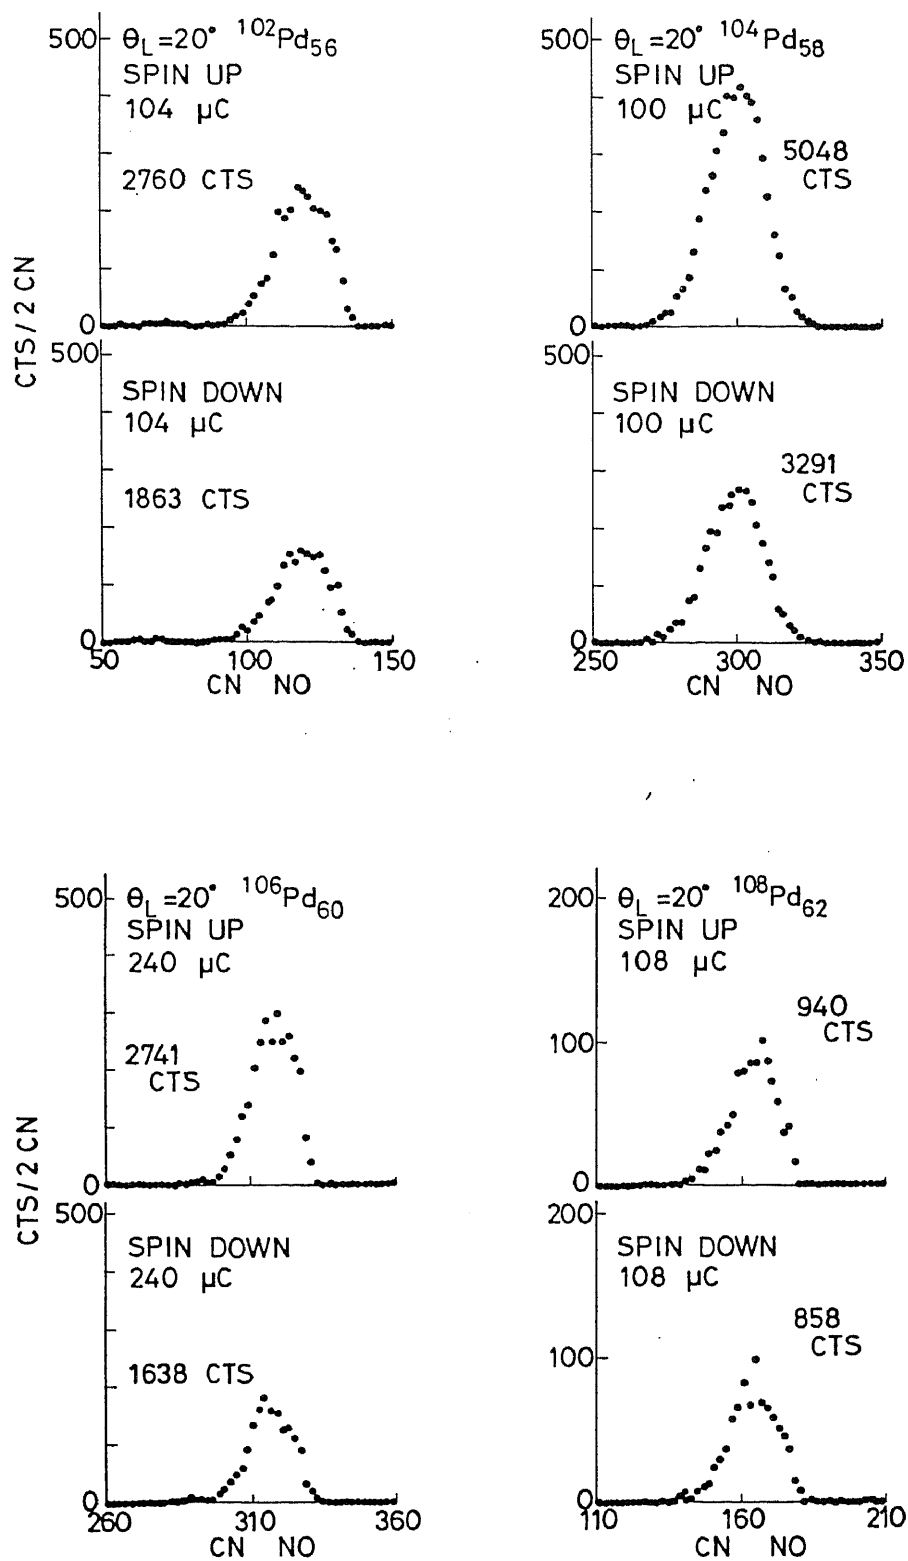 500
θL=20° 102Pd56
SPIN UP
104 μC
2760 CTS
0
CTS/2 CN
500
SPIN DOWN
104 μC
1863 CTS
0
50 100 150
CN NO
500
θL=20° 104Pd58
SPIN UP
100 μC
5048
CTS
0
500
SPIN DOWN
100 μC
3291
CTS
0
250 300 350
CN NO
500
θL=20° 106Pd60
SPIN UP
240 μC
2741
CTS
0
CTS/2 CN
500
SPIN DOWN
240 μC
1638 CTS
0
260 310 360
CN NO
200
θL=20° 108Pd62
SPIN UP
108 μC
940
CTS
100
0
200
SPIN DOWN
108 μC
858
CTS
100
0
110 160 210
CN NO